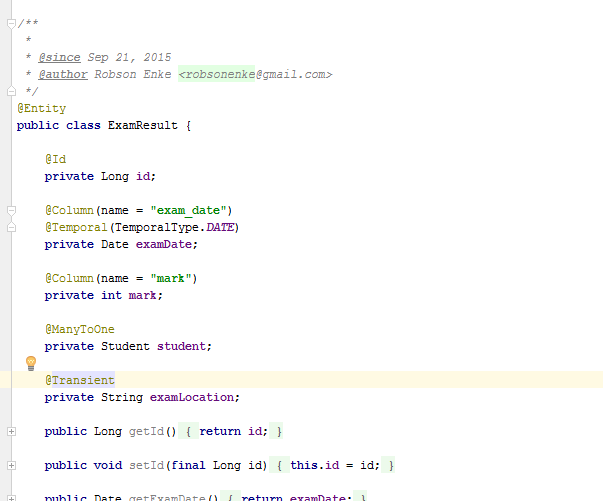 /**
*
* @since Sep 21, 2015
* @author Robson Enke <robsonenke@gmail.com>
*/
@Entity
public class ExamResult {
@Id
private Long id;
@Column(name = "exam_date")
@Temporal(TemporalType.DATE)
private Date examDate;
@Column(name = "mark")
private int mark;
@ManyToOne
private Student student;
@Transient
private String examLocation;
public Long getId() { return id; }
public void setId(final Long id) { this.id = id; }
public Date getExamDate() { return examDate; }